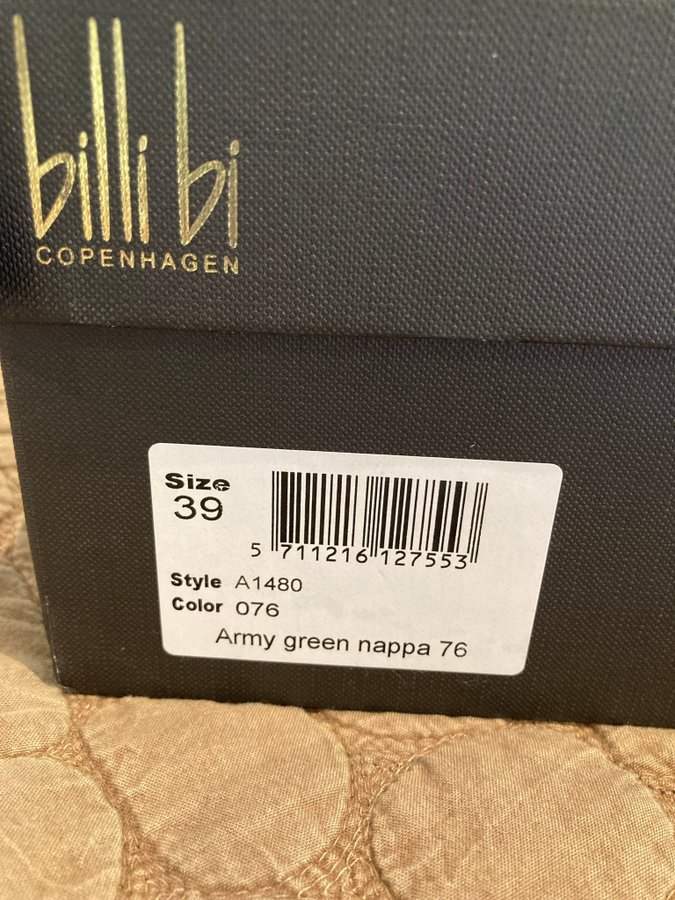 billi bi
COPENHAGEN
Size
39
5 711216 127553
Style A1480
Color 076
Army green nappa 76